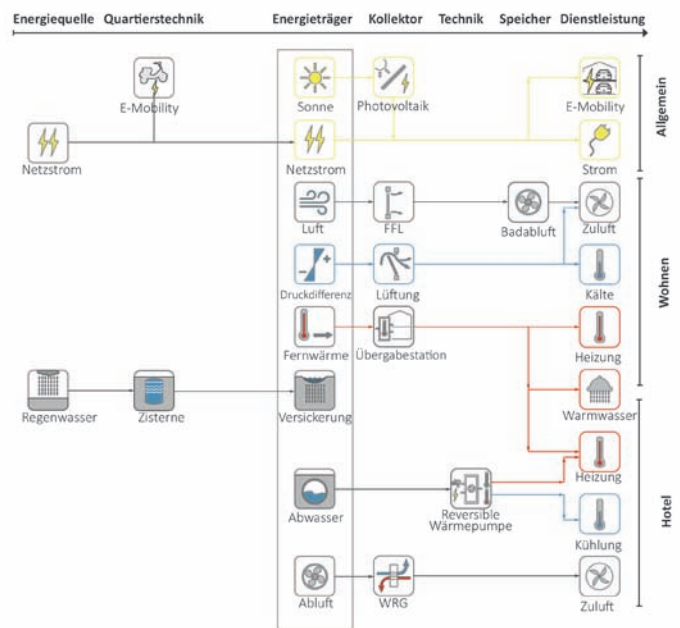 Energiequelle Quartierstechnik Energieträger Kollektor Technik Speicher Dienstleistung
E-Mobility Sonne Photovoltaik E-Mobility
Allgemein
Netzstrom Netzstrom Strom
Luft FFL Badabluft Zuluft
Druckdifferenz Lüftung Kälte
Wohnen
Fernwärme Übergabestation Heizung
Regenwasser Zisterne Versickerung Warmwasser
Heizung
Abwasser Reversible
Wärmepumpe
Kühlung
Hotel
Abluft WRG Zuluft